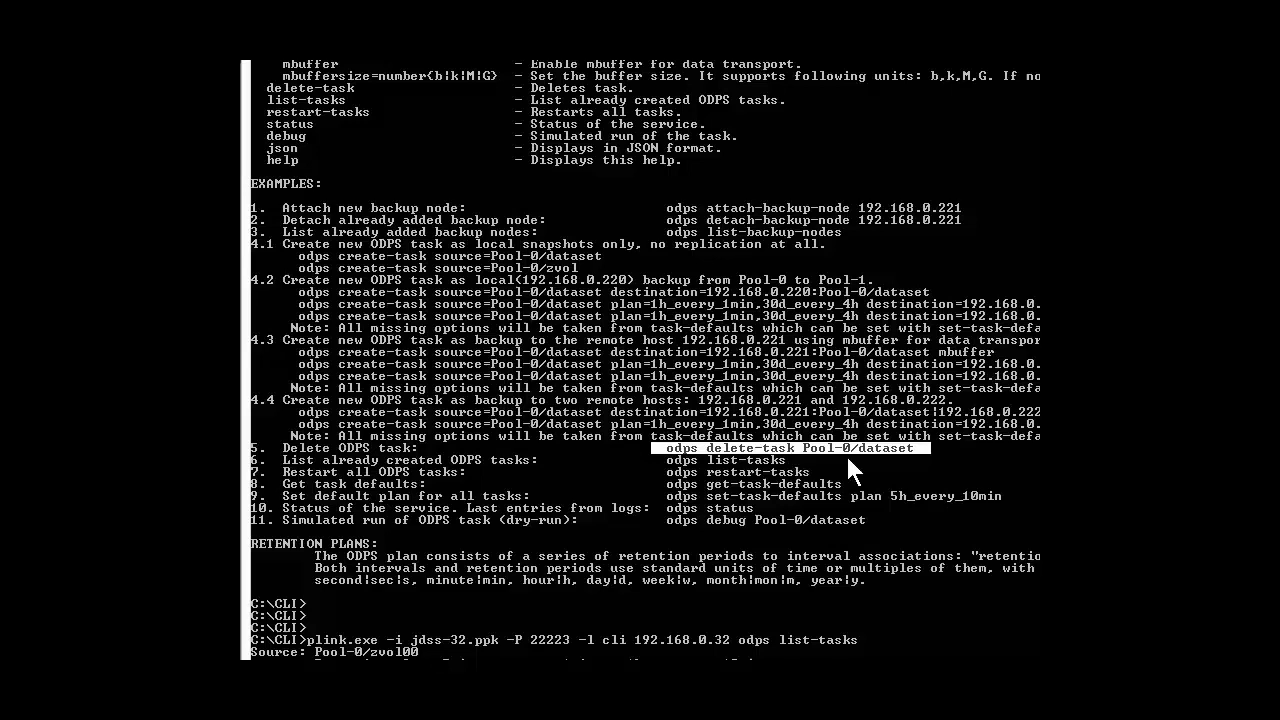 mbuffer - Enable mbuffer for data transport.
mbuffersize=number{b|k|M|G} - Set the buffer size. It supports following units: b,k,M,G. If no
delete-task - Deletes task.
list-tasks - List already created ODPS tasks.
restart-tasks - Restarts all tasks.
status - Status of the service.
debug - Simulated run of the task.
json - Displays in JSON format.
help - Displays this help.
EXAMPLES:
1. Attach new backup node: odps attach-backup-node 192.168.0.221
2. Detach already added backup node: odps detach-backup-node 192.168.0.221
3. List already added backup nodes: odps list-backup-nodes
4.1 Create new ODPS task as local snapshots only, no replication at all.
odps create-task source=Pool-0/dataset
odps create-task source=Pool-0/zvol
4.2 Create new ODPS task as local(192.168.0.220) backup from Pool-0 to Pool-1.
odps create-task source=Pool-0/dataset destination=192.168.0.220:Pool-0/dataset
odps create-task source=Pool-0/dataset plan=1h_every_1min,30d_every_4h destination=192.168.0.
odps create-task source=Pool-0/dataset plan=1h_every_1min,30d_every_4h destination=192.168.0.
Note: All missing options will be taken from task-defaults which can be set with set-task-defa
4.3 Create new ODPS task as backup to the remote host 192.168.0.221 using mbuffer for data transpor
odps create-task source=Pool-0/dataset destination=192.168.0.221:Pool-0/dataset mbuffer
odps create-task source=Pool-0/dataset plan=1h_every_1min,30d_every_4h destination=192.168.0.
odps create-task source=Pool-0/dataset plan=1h_every_1min,30d_every_4h destination=192.168.0.
Note: All missing options will be taken from task-defaults which can be set with set-task-defa
4.4 Create new ODPS task as backup to two remote hosts: 192.168.0.221 and 192.168.0.222.
odps create-task source=Pool-0/dataset destination=192.168.0.221:Pool-0/dataset|192.168.0.222
odps create-task source=Pool-0/dataset plan=1h_every_1min,30d_every_4h destination=192.168.0.
Note: All missing options will be taken from task-defaults which can be set with set-task-defa
5. Delete ODPS task: odps delete-task Pool-0/dataset
6. List already created ODPS tasks: odps list-tasks
7. Restart all ODPS tasks: odps restart-tasks
8. Get task defaults: odps get-task-defaults
9. Set default plan for all tasks: odps set-task-defaults plan 5h_every_10min
10. Status of the service. Last entries from logs: odps status
11. Simulated run of ODPS task (dry-run): odps debug Pool-0/dataset
RETENTION PLANS:
The ODPS plan consists of a series of retention periods to interval associations: "retentio
Both intervals and retention periods use standard units of time or multiples of them, with
second|sec|s, minute|min, hour|h, day|d, week|w, month|mon|m, year|y.
C:\CLI>
C:\CLI>
C:\CLI>
C:\CLI>plink.exe -i jdss-32.ppk -P 22223 -l cli 192.168.0.32 odps list-tasks
Source: Pool-0/zvol00